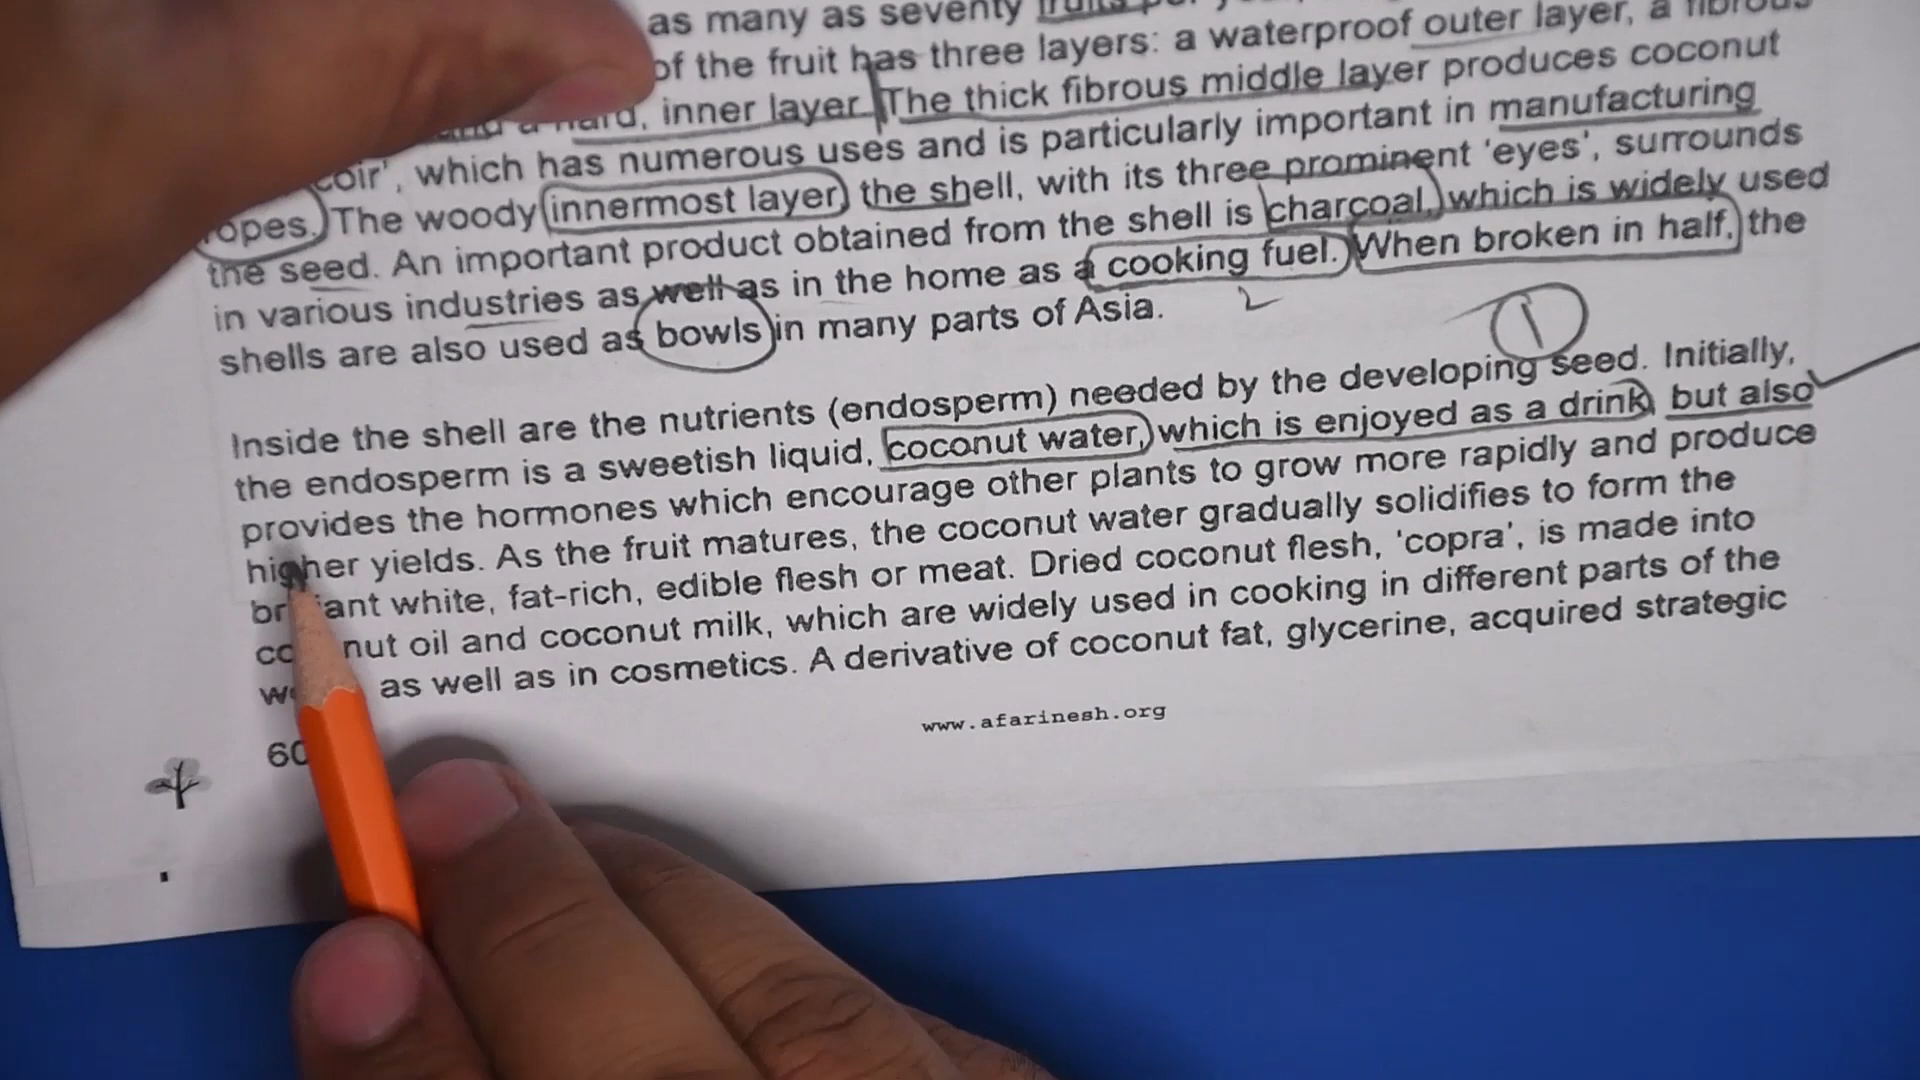 as many as seventy fruits per
of the fruit has three layers: a waterproof outer layer, a fibrous
and a hard, inner layer. The thick fibrous middle layer produces coconut
coir', which has numerous uses and is particularly important in manufacturing
ropes. The woody innermost layer, the shell, with its three prominent 'eyes', surrounds
the seed. An important product obtained from the shell is charcoal, which is widely used
in various industries as well as in the home as a cooking fuel. When broken in half, the
shells are also used as bowls in many parts of Asia.
2
1
Inside the shell are the nutrients (endosperm) needed by the developing seed. Initially,
the endosperm is a sweetish liquid, coconut water, which is enjoyed as a drink, but also
provides the hormones which encourage other plants to grow more rapidly and produce
higher yields. As the fruit matures, the coconut water gradually solidifies to form the
white, fat-rich, edible flesh or meat. Dried coconut flesh, 'copra', is made into
oil and coconut milk, which are widely used in cooking in different parts of the
as well as in cosmetics. A derivative of coconut fat, glycerine, acquired strategic
www.afarinesh.org
60